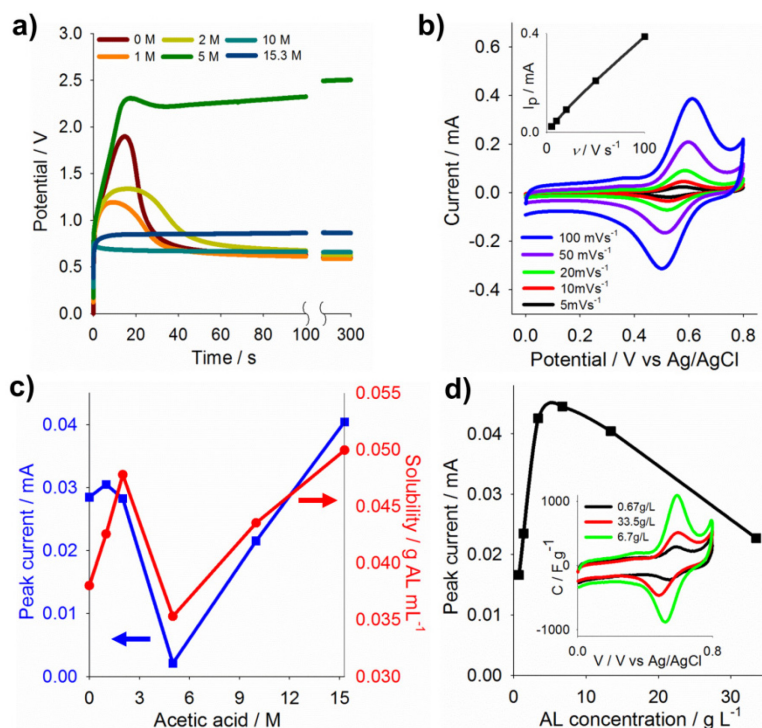 a)
0 M 2 M 10 M
1 M 5 M 15.3 M
3.0
2.5
2.0
1.5
1.0
0.5
0.0
Potential / V
0 20 40 60 80 100 300
Time / s
b)
0.6
0.4
0.2
0.0
-0.2
-0.4
Current / mA
0.4
0.0
Ip / mA
0 100
ν / V s-1
100 mVs-1
50 mVs-1
20mVs-1
10mVs-1
5mVs-1
0.0 0.2 0.4 0.6 0.8
Potential / V vs Ag/AgCl
c)
0.04
0.03
0.02
0.01
0.00
Peak current / mA
0.055
0.050
0.045
0.040
0.035
0.030
Solubility / g AL mL-1
0 3 6 9 12 15
Acetic acid / M
d)
0.04
0.03
0.02
0.01
0.00
Peak current / mA
0.67g/L
33.5g/L
6.7g/L
1000
0
-1000
C / F g-1
0.0 0.8
V / V vs Ag/AgCl
0 10 20 30
AL concentration / g L-1